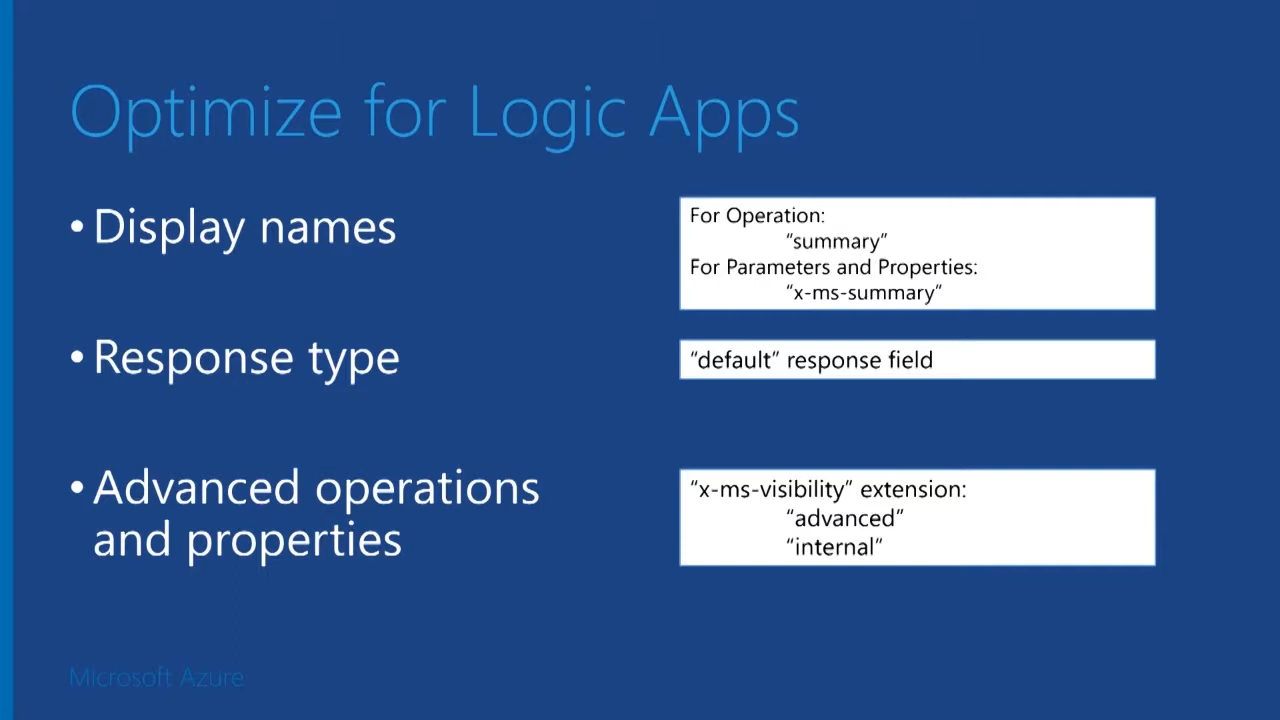 Optimize for Logic Apps
• Display names
For Operation:
“summary”
For Parameters and Properties:
“x-ms-summary”
• Response type
“default” response field
• Advanced operations
and properties
“x-ms-visibility” extension:
“advanced”
“internal”
Microsoft Azure